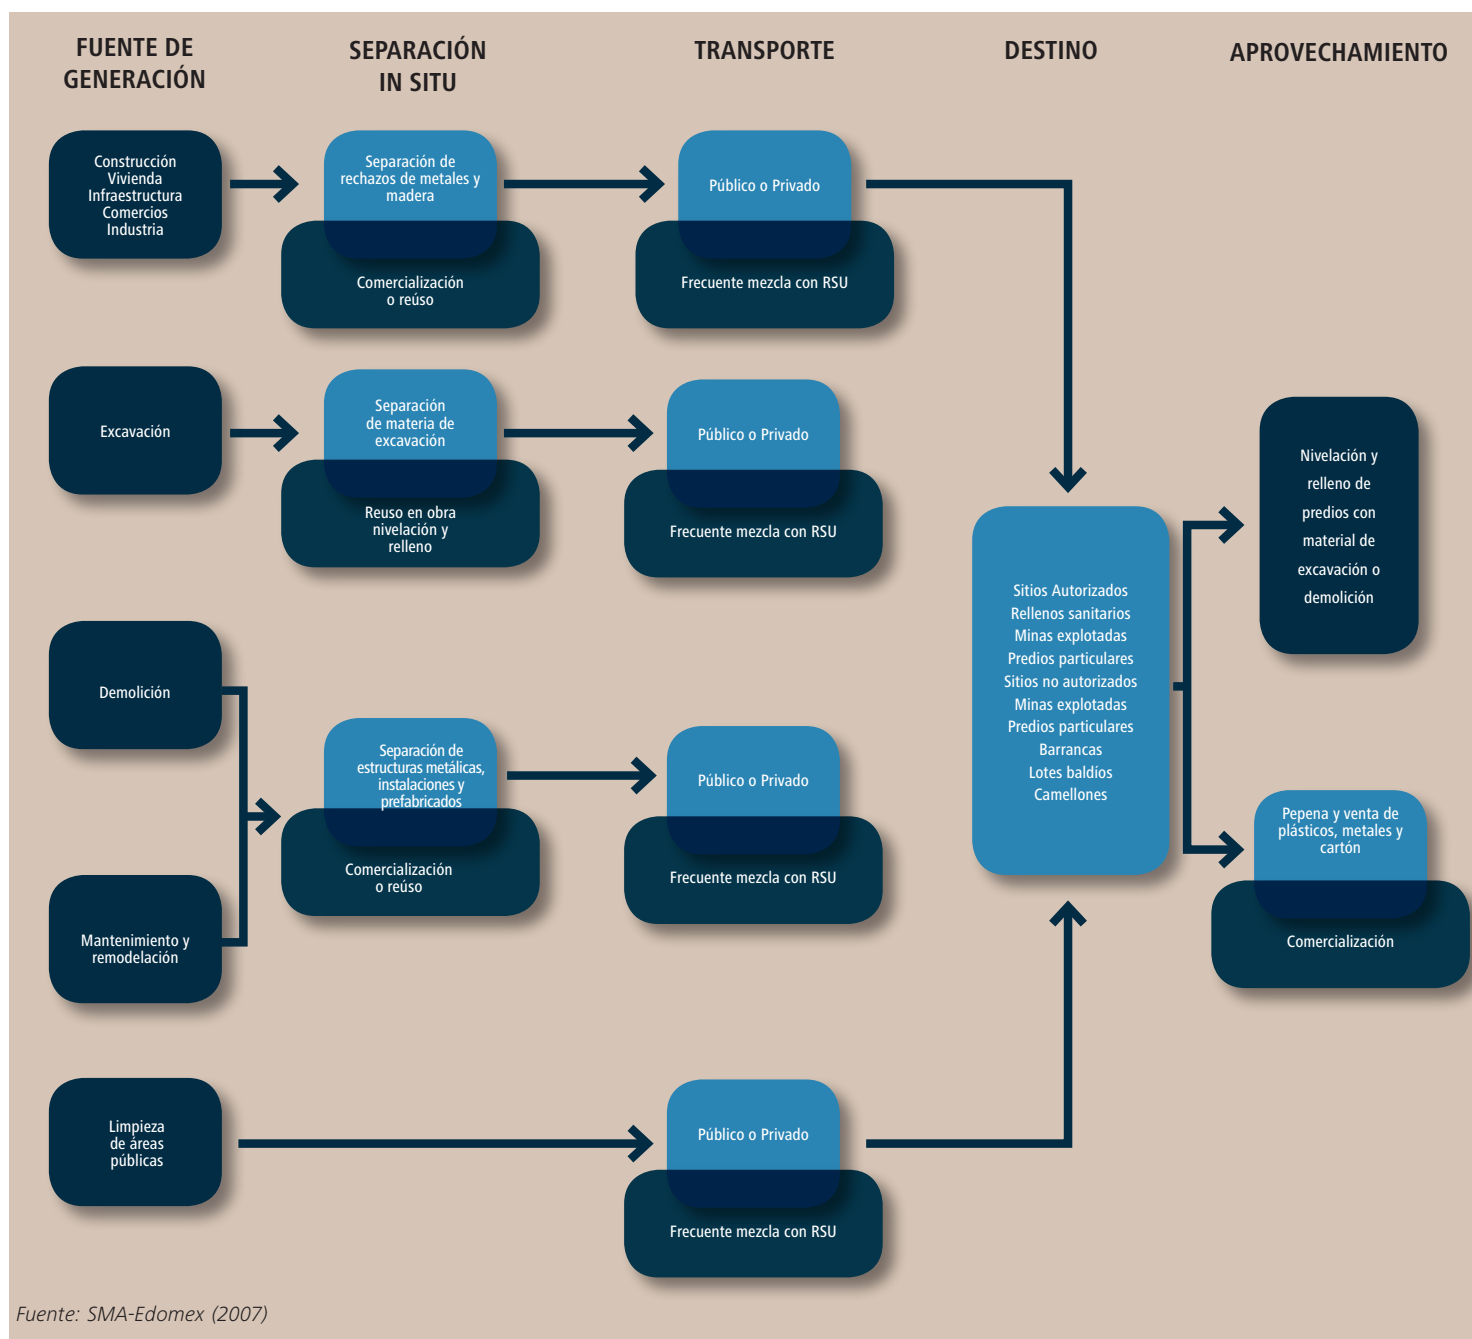 FUENTE DE
GENERACIÓN
SEPARACIÓN
IN SITU
TRANSPORTE
DESTINO
APROVECHAMIENTO
Construcción
Vivienda
Infraestructura
Comercios
Industria
Separación de
rechazos de metales y
madera
Comercialización
o reúso
Público o Privado
Frecuente mezcla con RSU
Excavación
Separación
de materia de
excavación
Reuso en obra
nivelación y
relleno
Público o Privado
Frecuente mezcla con RSU
Demolición
Mantenimiento y
remodelación
Separación de
estructuras metálicas,
instalaciones y
prefabricados
Comercialización
o reúso
Público o Privado
Frecuente mezcla con RSU
Limpieza
de áreas
públicas
Público o Privado
Frecuente mezcla con RSU
Sitios Autorizados
Rellenos sanitarios
Minas explotadas
Predios particulares
Sitios no autorizados
Minas explotadas
Predios particulares
Barrancas
Lotes baldíos
Camellones
Nivelación y
relleno de
predios con
material de
excavación o
demolición
Pepena y venta de
plásticos, metales y
cartón
Comercialización
Fuente: SMA-Edomex (2007)